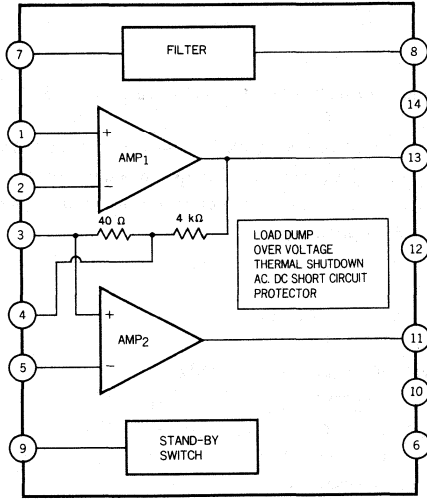 7
FILTER
8
14
1
+
AMP1
13
2
−
3
40 Ω
4 kΩ
LOAD DUMP
OVER VOLTAGE
THERMAL SHUTDOWN
AC. DC SHORT CIRCUIT
PROTECTOR
12
4
+
AMP2
11
5
−
10
9
STAND-BY
SWITCH
6